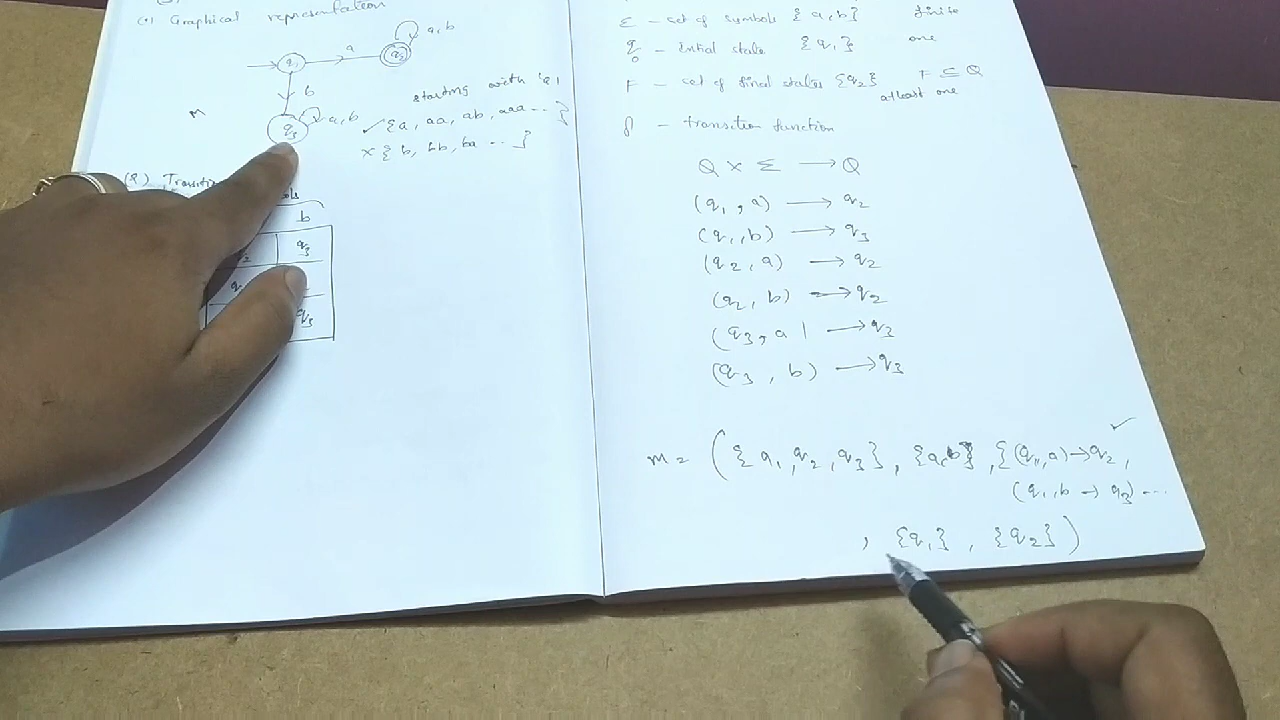 (1) Graphical representation
a, b
q1 a q2
b
m
a, b
q3
starting with 'a'
✓ {a, aa, ab, aaa ... }
× {b, bb, ba ... }
(2)
b
q3
q3
Σ – set of symbols {a, b} finite
q0 – initial state {q1} one
F – set of final states {q2} F ⊆ Q
atleast one
– transition function
Q × Σ → Q
(q1, a) → q2
(q1, b) → q3
(q2, a) → q2
(q2, b) → q2
(q3, a) → q3
(q3, b) → q3
m = ( {q1, q2, q3}, {a, b}, {(q1, a) → q2,
(q1, b → q3) ...
, {q1}, {q2} )